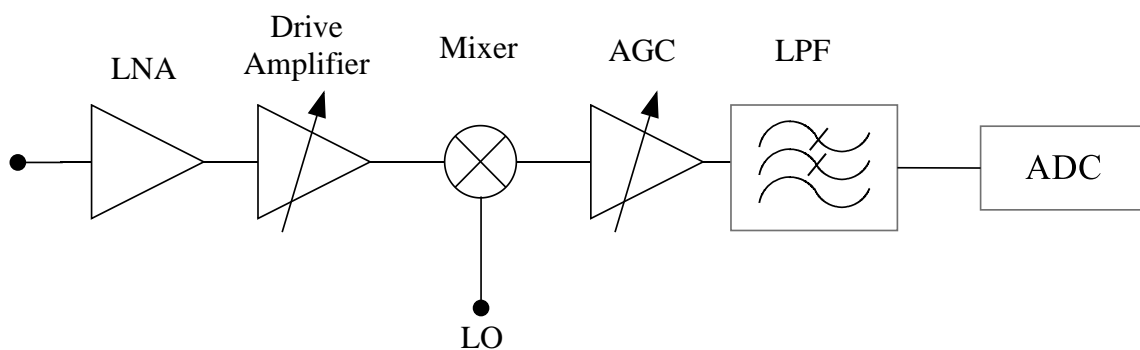 LNA
Drive
Amplifier
Mixer
AGC
LPF
ADC
LO